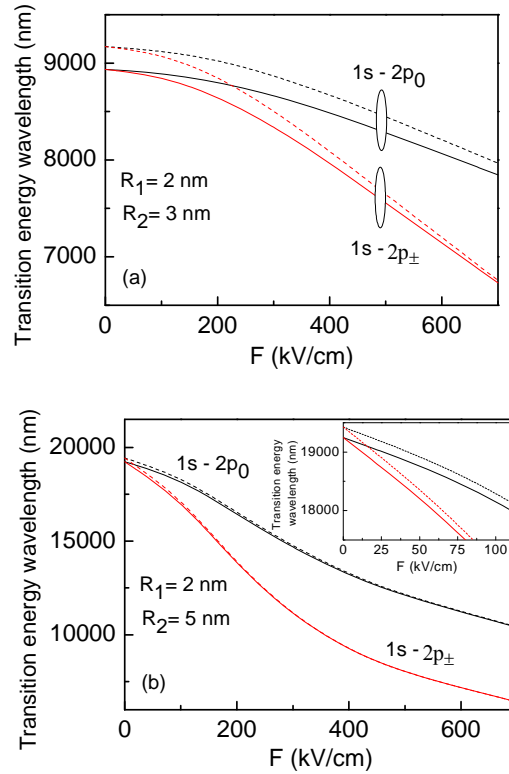 Transition energy wavelength (nm)
9000
8000
7000
1s - 2p0
R1= 2 nm
R2= 3 nm
1s - 2p±
(a)
0 200 400 600
F (kV/cm)
Transition energy wavelength (nm)
20000
15000
10000
1s - 2p0
R1= 2 nm
R2= 5 nm
1s - 2p±
(b)
0 200 400 600
F (kV/cm)
Transition energy
wavelength (nm)
19000
18000
0 25 50 75 100
F (kV/cm)